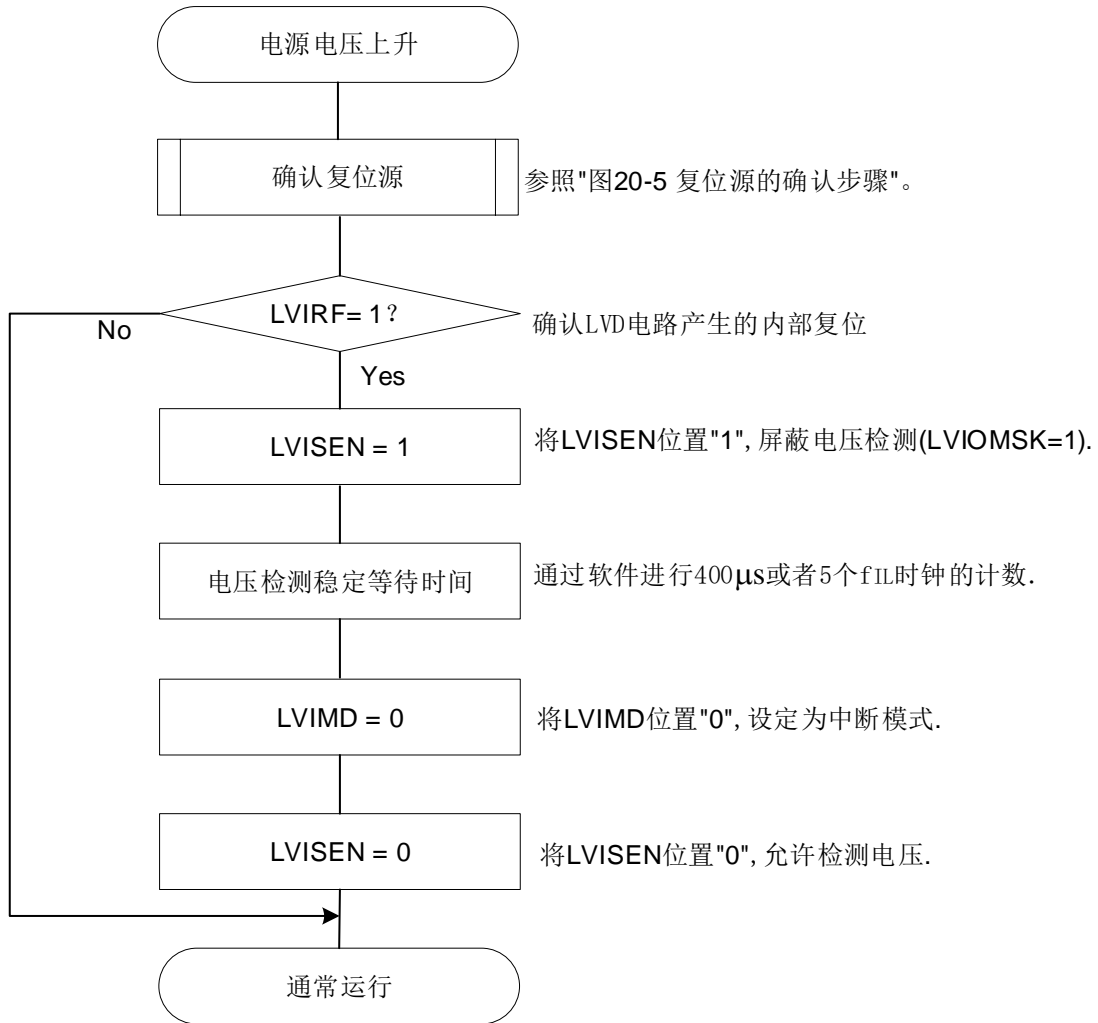 电源电压上升
确认复位源
参照"图20-5 复位源的确认步骤"。
LVIRF= 1?
No
确认LVD电路产生的内部复位
Yes
LVISEN = 1
将LVISEN位置"1",屏蔽电压检测(LVIOMSK=1).
电压检测稳定等待时间
通过软件进行400μs或者5个fIL时钟的计数.
LVIMD = 0
将LVIMD位置"0",设定为中断模式.
LVISEN = 0
将LVISEN位置"0",允许检测电压.
通常运行